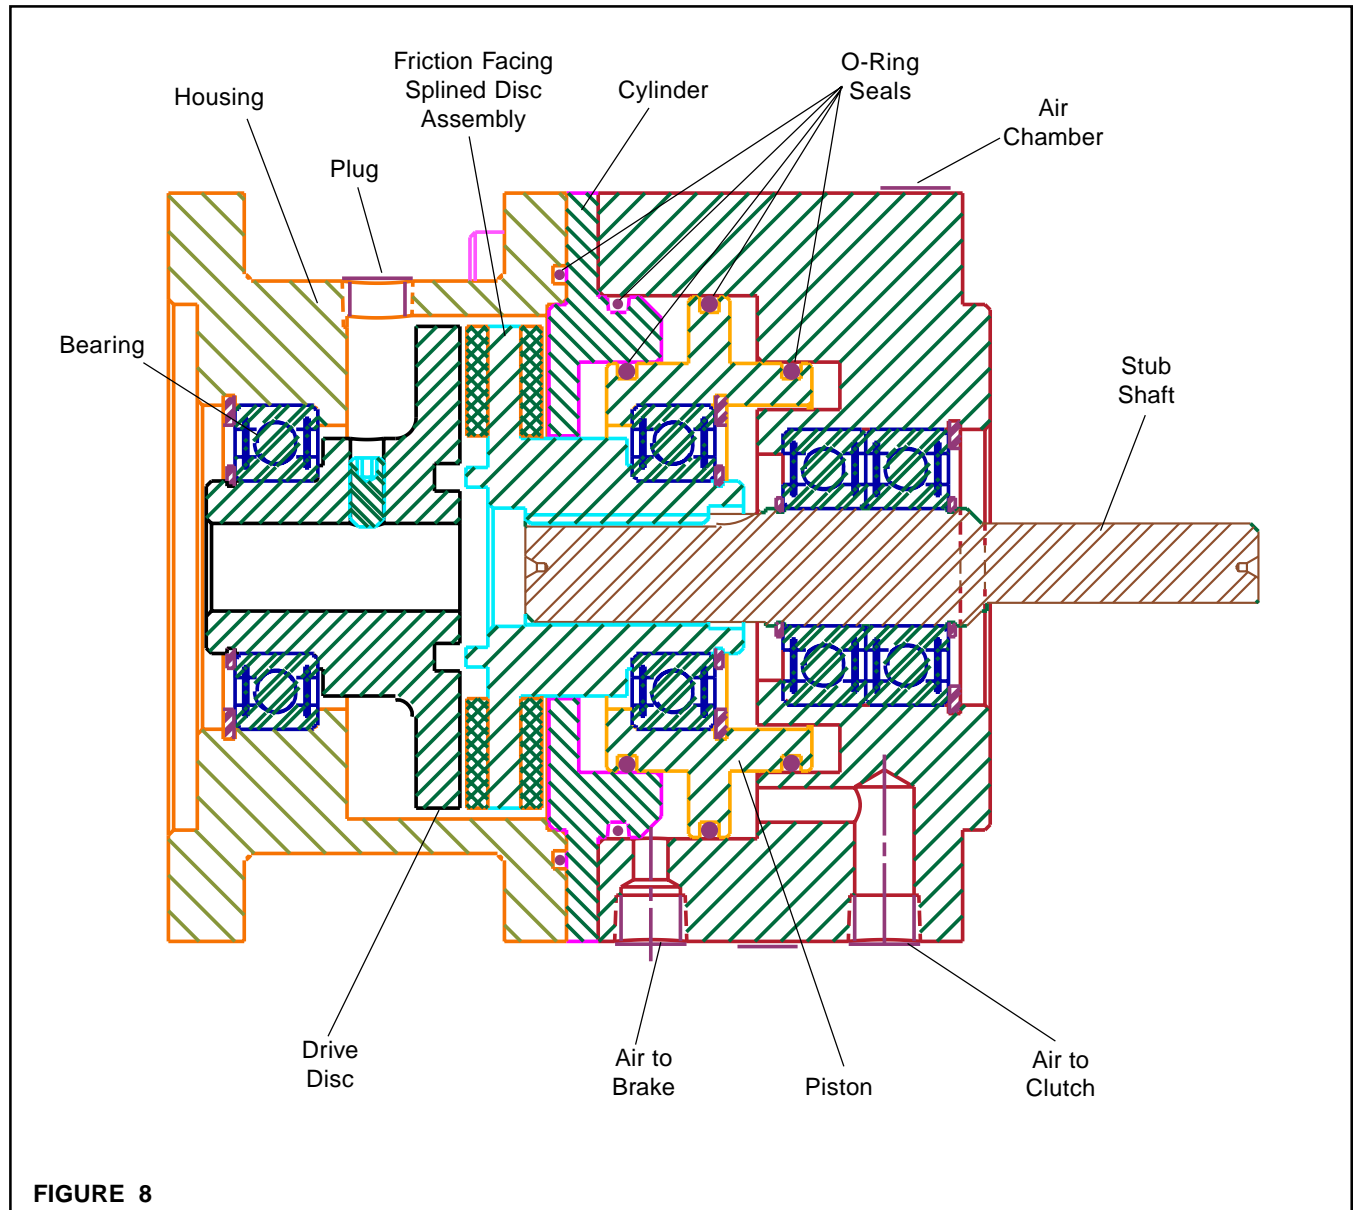 Friction Facing
Splined Disc
Assembly
Housing
Cylinder
O-Ring
Seals
Air
Chamber
Plug
Bearing
Stub
Shaft
Drive
Disc
Air to
Brake
Piston
Air to
Clutch
FIGURE 8